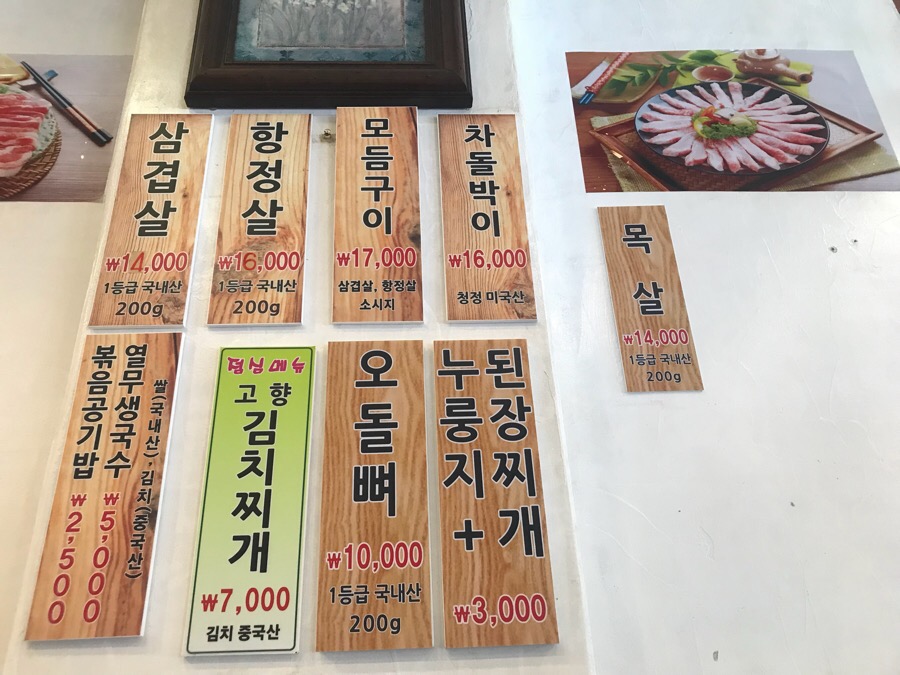 삼겹살
₩14,000
1등급 국내산
200g
항정살
₩16,000
1등급 국내산
200g
모듬구이
₩17,000
삼겹살, 항정살
소시지
차돌박이
₩16,000
청정 미국산
목살
₩14,000
1등급 국내산
200g
쌀(국내산), 김치(중국산)
열무생국수 ₩5,000
볶음공기밥 ₩2,500
점심메뉴
고향
김치찌개
₩7,000
김치 중국산
오돌뼈
₩10,000
1등급 국내산
200g
된장찌개
누룽지+
₩3,000